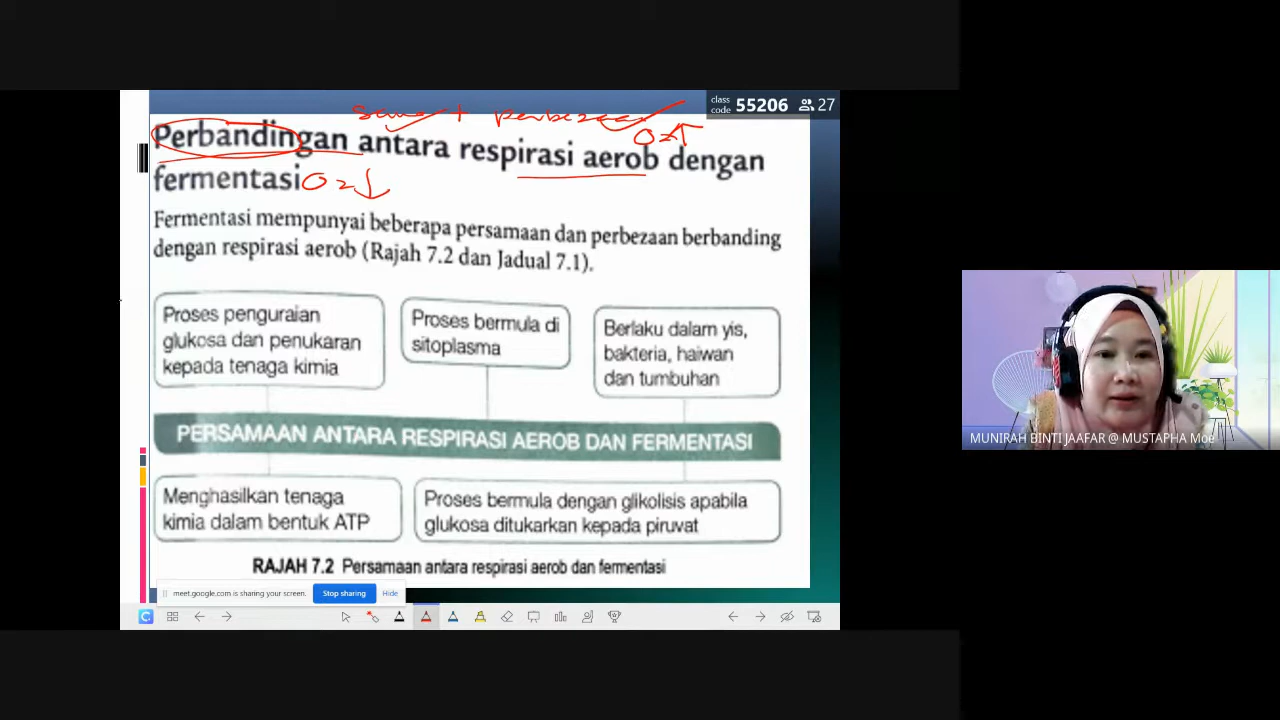 class code 55206 27
sama + perbezaan
O2↑
Perbandingan antara respirasi aerob dengan
fermentasi O2↓
Fermentasi mempunyai beberapa persamaan dan perbezaan berbanding
dengan respirasi aerob (Rajah 7.2 dan Jadual 7.1).
Proses penguraian
glukosa dan penukaran
kepada tenaga kimia
Proses bermula di
sitoplasma
Berlaku dalam yis,
bakteria, haiwan
dan tumbuhan
PERSAMAAN ANTARA RESPIRASI AEROB DAN FERMENTASI
Menghasilkan tenaga
kimia dalam bentuk ATP
Proses bermula dengan glikolisis apabila
glukosa ditukarkan kepada piruvat
RAJAH 7.2 Persamaan antara respirasi aerob dan fermentasi
meet.google.com is sharing your screen. Stop sharing Hide
MUNIRAH BINTI JAAFAR @ MUSTAPHA Moe